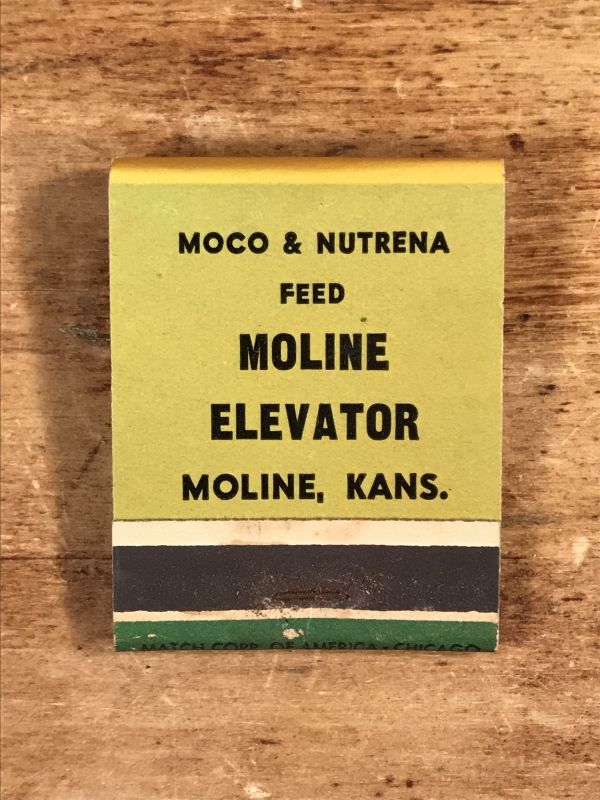 MOCO & NUTRENA
FEED
MOLINE
ELEVATOR
MOLINE, KANS.
MATCH CORP. OF AMERICA - CHICAGO